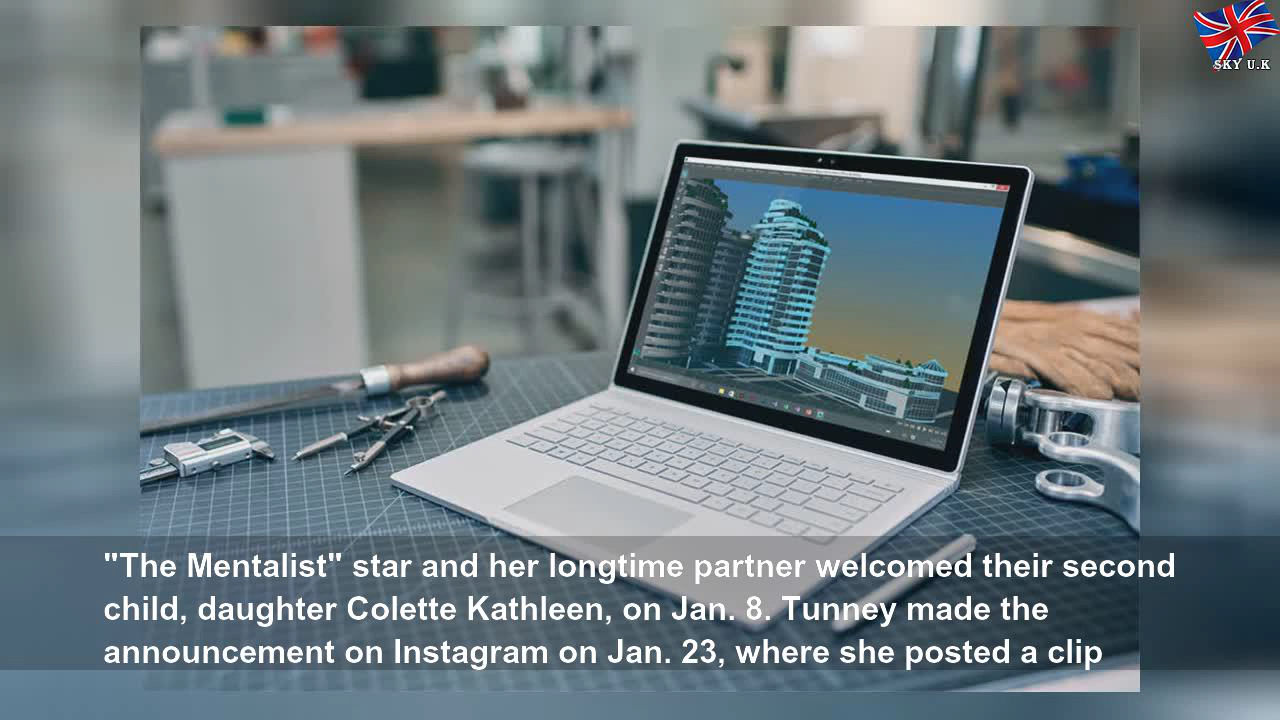 SKY U.K
"The Mentalist" star and her longtime partner welcomed their second
child, daughter Colette Kathleen, on Jan. 8. Tunney made the
announcement on Instagram on Jan. 23, where she posted a clip